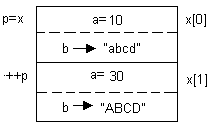 p=x a= 10 x[0]
b "abcd"
++p a= 30 x[1]
b "ABCD"